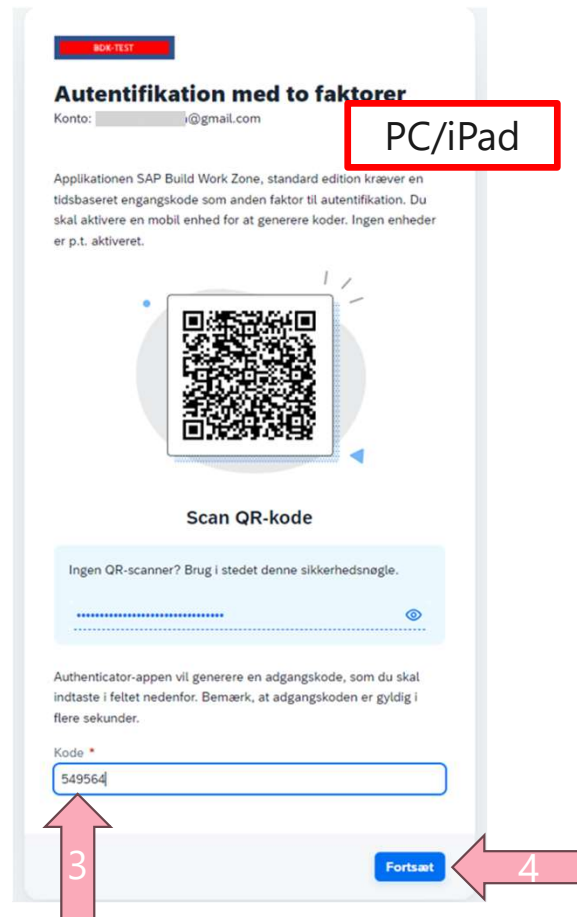 BDK-TEST
Autentifikation med to faktorer
Konto: @gmail.com
PC/iPad
Applikationen SAP Build Work Zone, standard edition kræver en
tidsbaseret engangskode som anden faktor til autentifikation. Du
skal aktivere en mobil enhed for at generere koder. Ingen enheder
er p.t. aktiveret.
Scan QR-kode
Ingen QR-scanner? Brug i stedet denne sikkerhedsnøgle.
Authenticator-appen vil generere en adgangskode, som du skal
indtaste i feltet nedenfor. Bemærk, at adgangskoden er gyldig i
flere sekunder.
Kode *
549564
3
Fortsæt
4